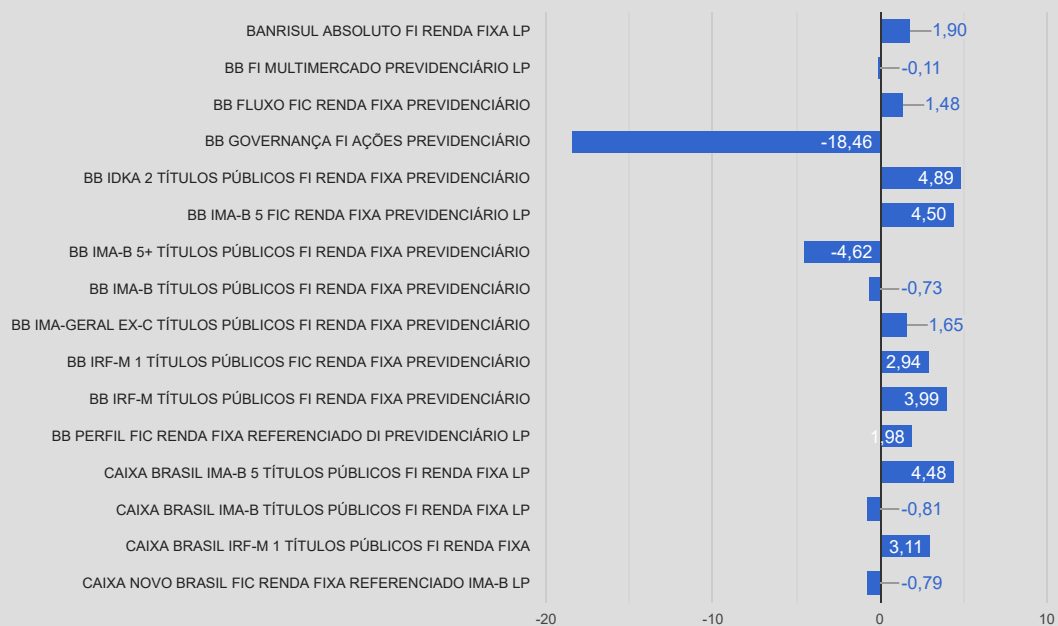 BANRISUL ABSOLUTO FI RENDA FIXA LP 1,90
BB FI MULTIMERCADO PREVIDENCIÁRIO LP -0,11
BB FLUXO FIC RENDA FIXA PREVIDENCIÁRIO 1,48
BB GOVERNANÇA FI AÇÕES PREVIDENCIÁRIO -18,46
BB IDKA 2 TÍTULOS PÚBLICOS FI RENDA FIXA PREVIDENCIÁRIO 4,89
BB IMA-B 5 FIC RENDA FIXA PREVIDENCIÁRIO LP 4,50
BB IMA-B 5+ TÍTULOS PÚBLICOS FI RENDA FIXA PREVIDENCIÁRIO -4,62
BB IMA-B TÍTULOS PÚBLICOS FI RENDA FIXA PREVIDENCIÁRIO -0,73
BB IMA-GERAL EX-C TÍTULOS PÚBLICOS FI RENDA FIXA PREVIDENCIÁRIO 1,65
BB IRF-M 1 TÍTULOS PÚBLICOS FIC RENDA FIXA PREVIDENCIÁRIO 2,94
BB IRF-M TÍTULOS PÚBLICOS FI RENDA FIXA PREVIDENCIÁRIO 3,99
BB PERFIL FIC RENDA FIXA REFERENCIADO DI PREVIDENCIÁRIO LP 1,98
CAIXA BRASIL IMA-B 5 TÍTULOS PÚBLICOS FI RENDA FIXA LP 4,48
CAIXA BRASIL IMA-B TÍTULOS PÚBLICOS FI RENDA FIXA LP -0,81
CAIXA BRASIL IRF-M 1 TÍTULOS PÚBLICOS FI RENDA FIXA 3,11
CAIXA NOVO BRASIL FIC RENDA FIXA REFERENCIADO IMA-B LP -0,79
-20 -10 0 10